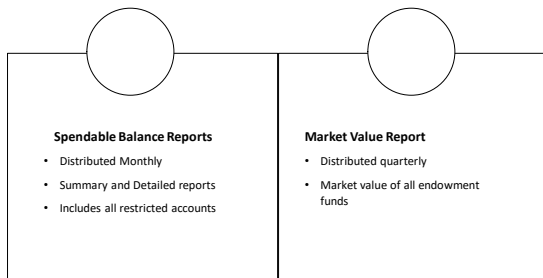 Spendable Balance Reports
• Distributed Monthly
• Summary and Detailed reports
• Includes all restricted accounts
Market Value Report
• Distributed quarterly
• Market value of all endowment
funds